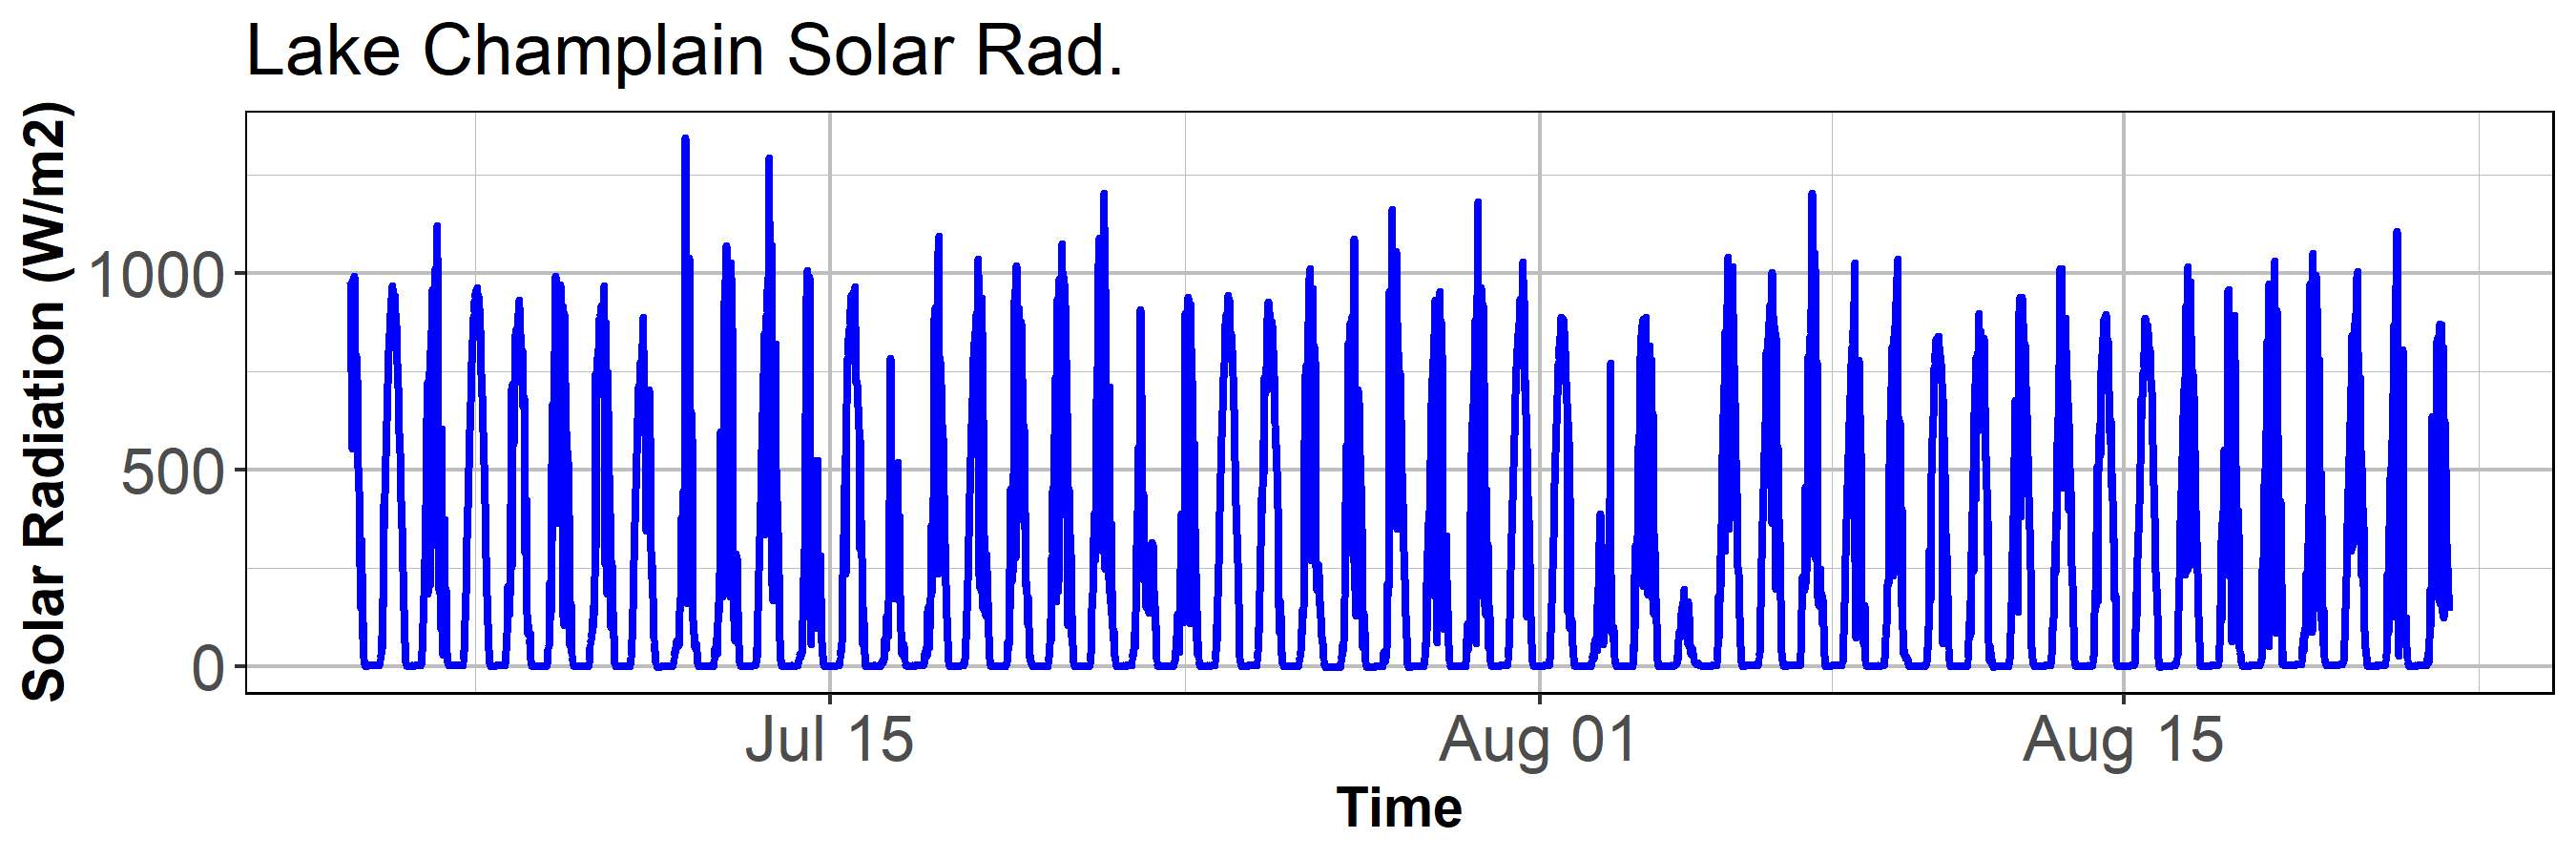 Lake Champlain Solar Rad.
Solar Radiation (W/m2)
1000
500
0
Jul 15
Aug 01
Aug 15
Time